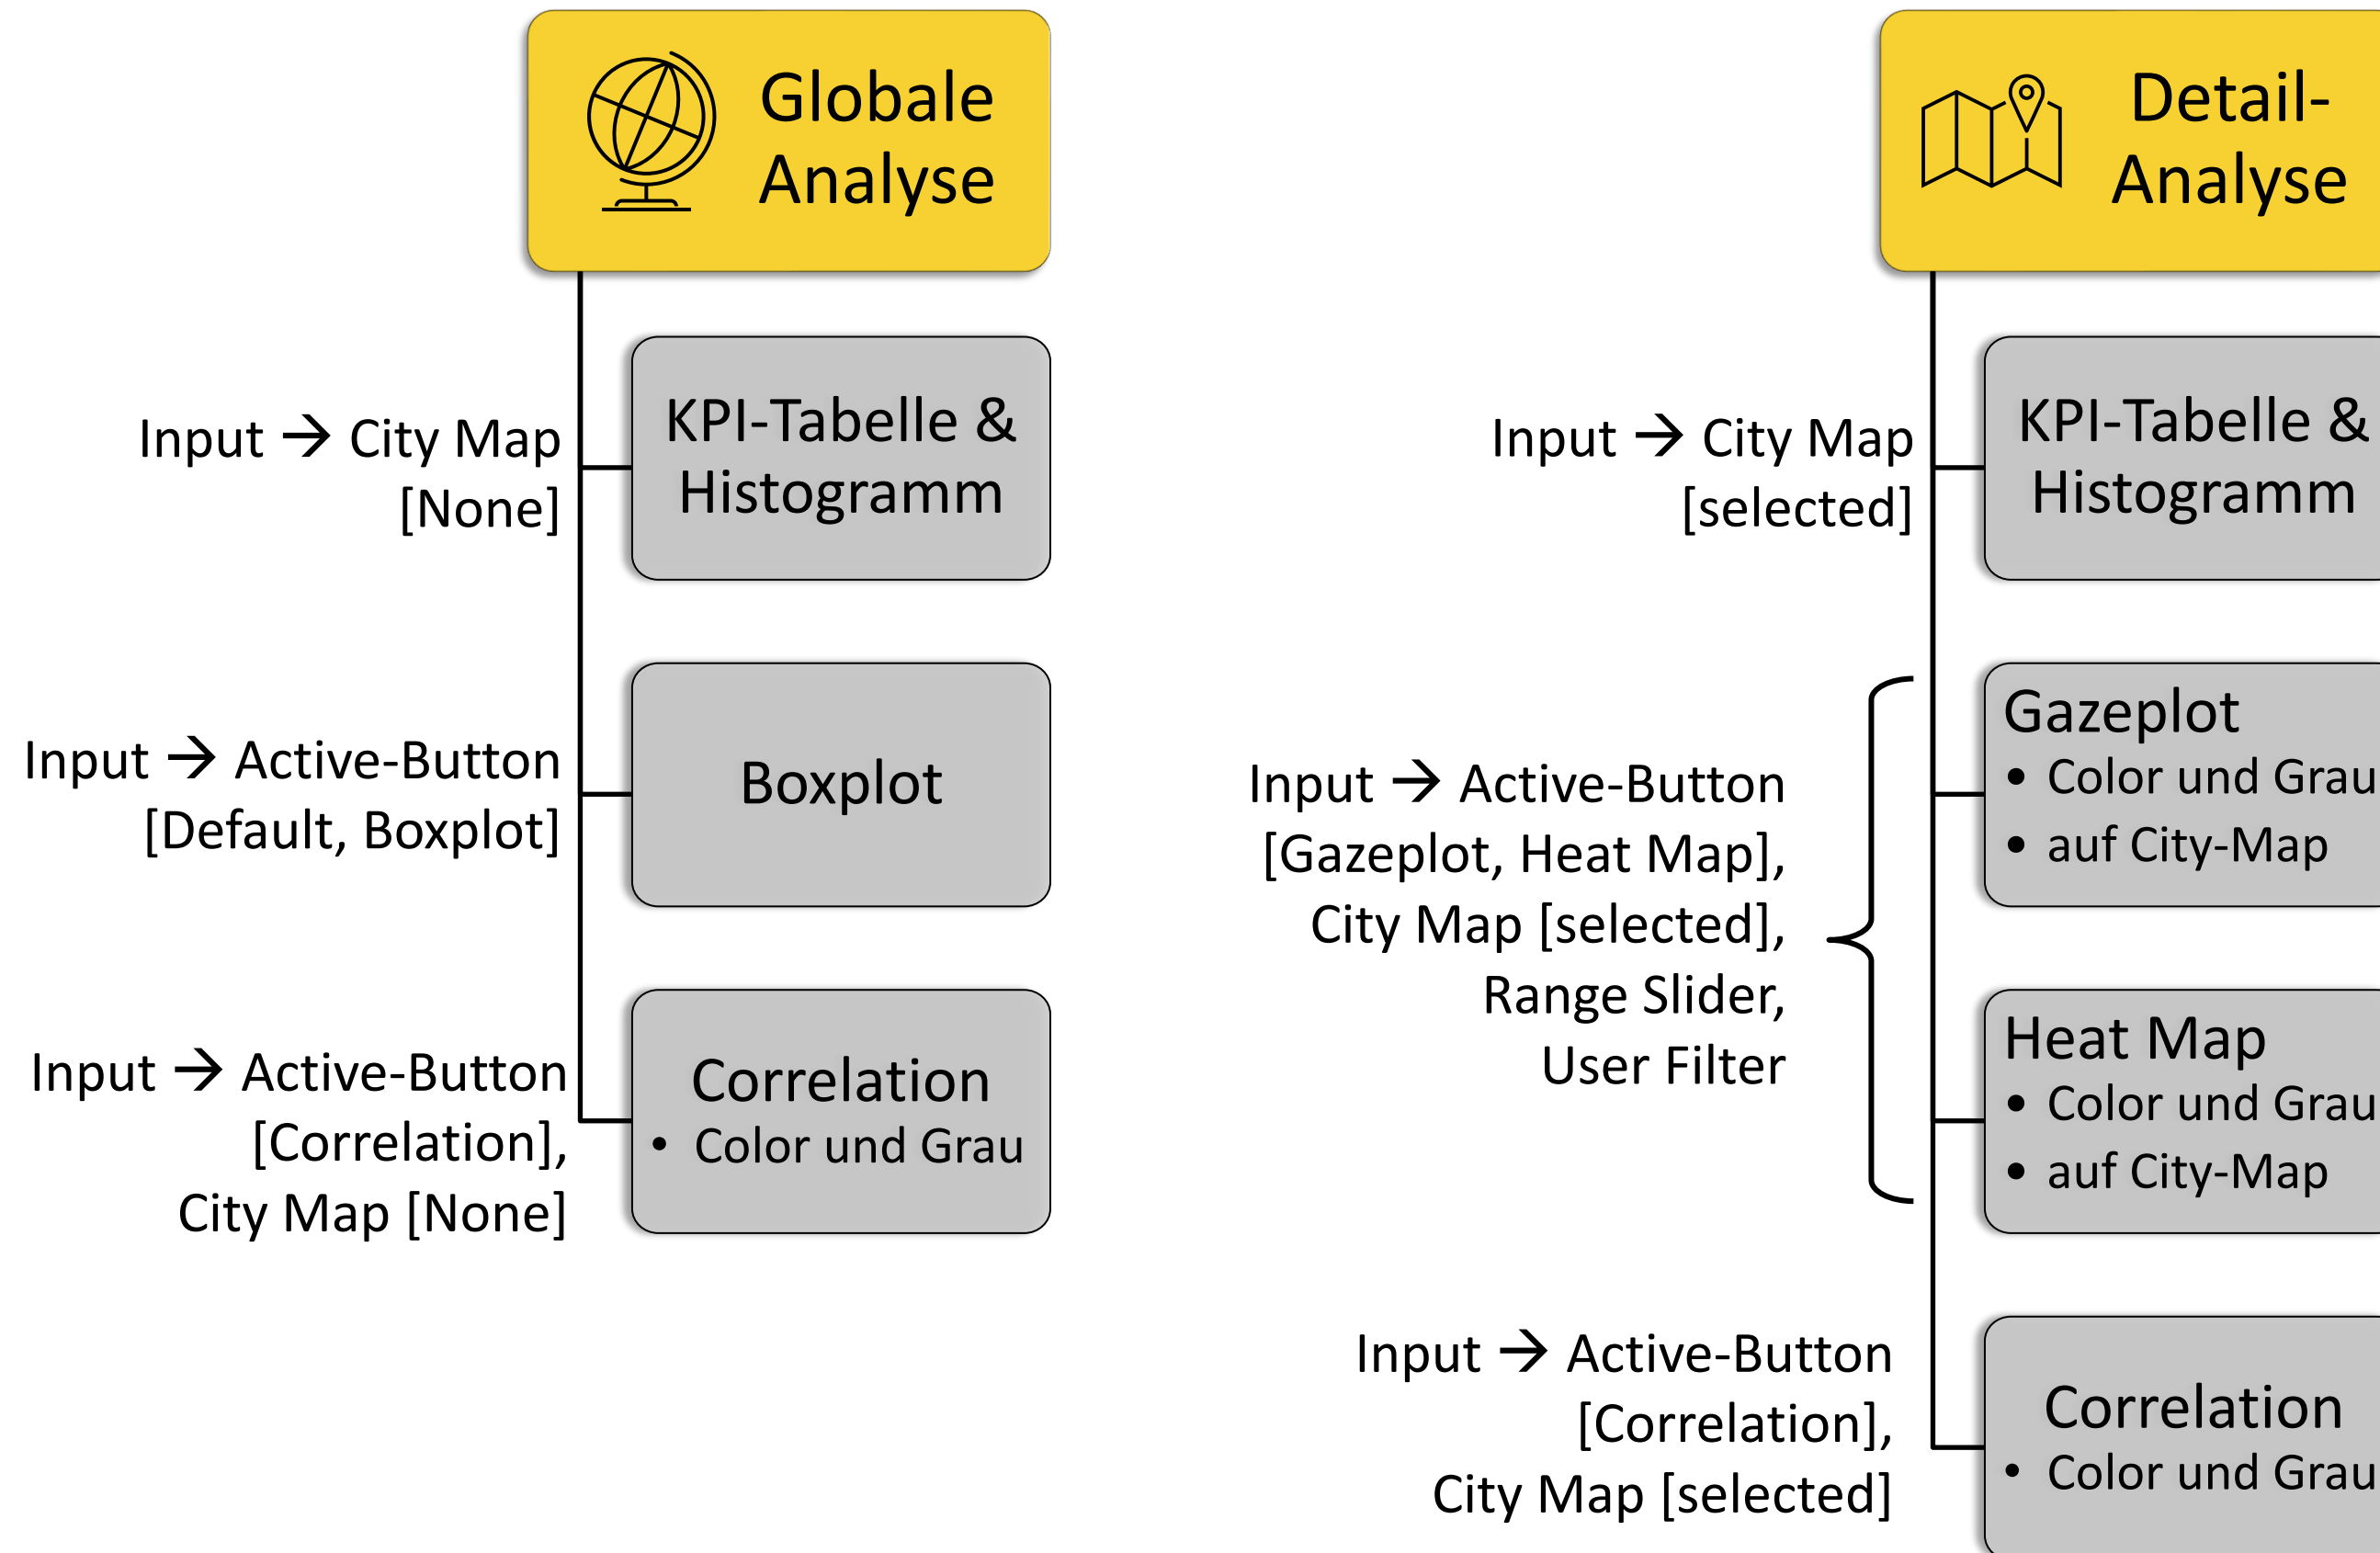 Globale
Analyse
Input → City Map
[None]
KPI-Tabelle &
Histogramm
Input → Active-Button
[Default, Boxplot]
Boxplot
Input → Active-Button
[Correlation],
City Map [None]
Correlation
• Color und Grau
Detail-
Analyse
Input → City Map
[selected]
KPI-Tabelle &
Histogramm
Input → Active-Button
[Gazeplot, Heat Map],
City Map [selected],
Range Slider,
User Filter
Gazeplot
• Color und Grau
• auf City-Map
Heat Map
• Color und Grau
• auf City-Map
Input → Active-Button
[Correlation],
City Map [selected]
Correlation
• Color und Grau